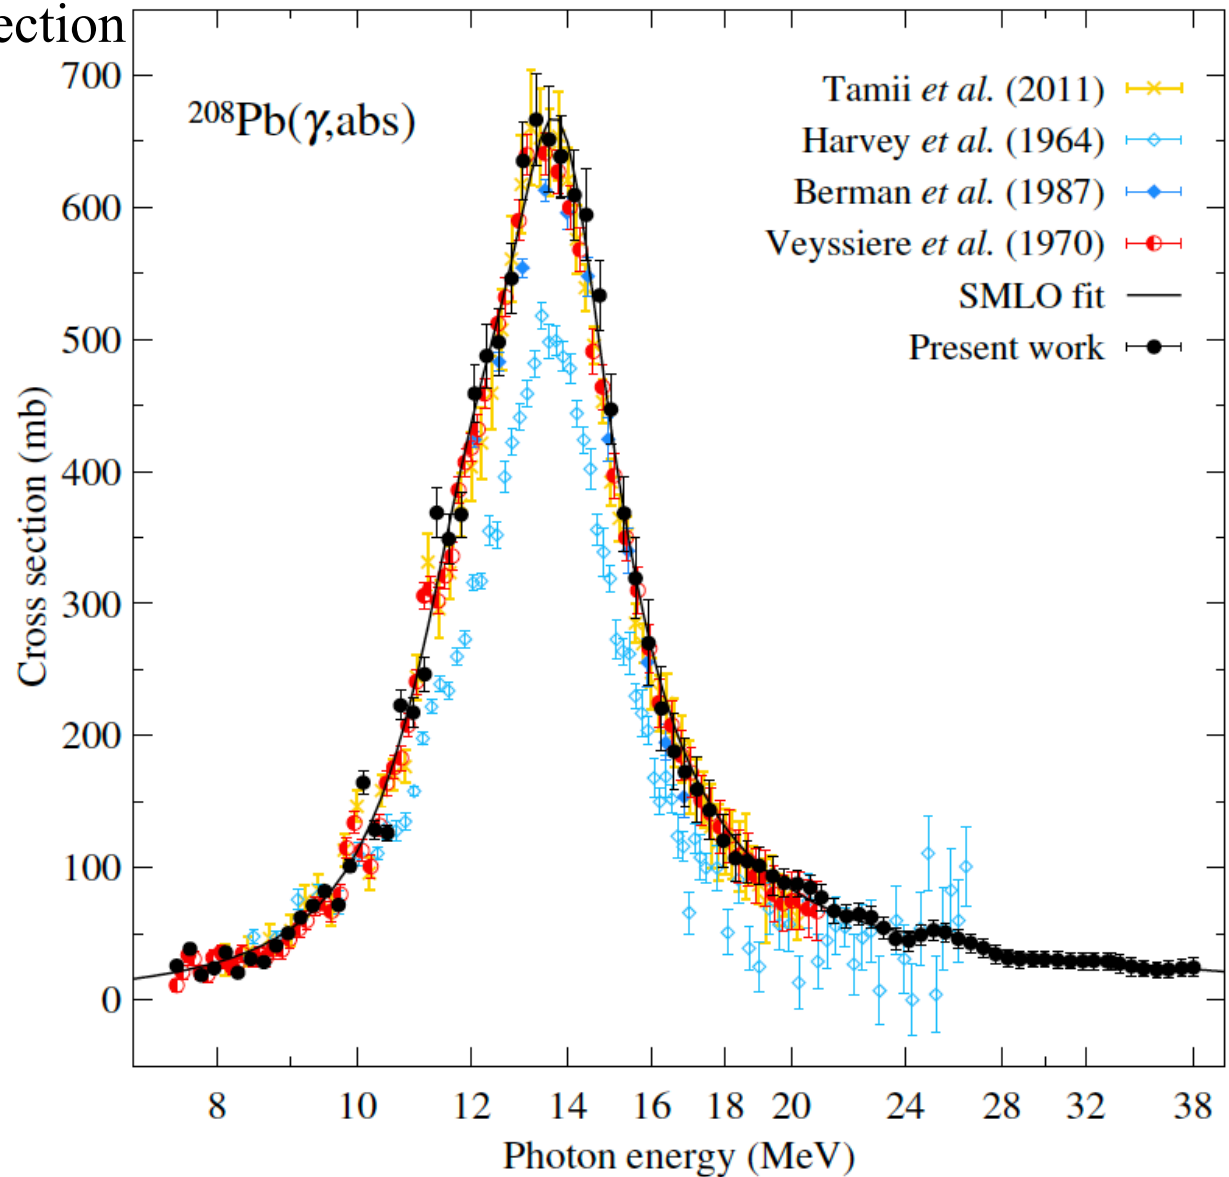 ection
700
600
500
400
300
200
100
0
Cross section (mb)
²⁰⁸Pb(γ,abs)
Tamii et al. (2011)
Harvey et al. (1964)
Berman et al. (1987)
Veyssiere et al. (1970)
SMLO fit
Present work
8 10 12 14 16 18 20 24 28 32 38
Photon energy (MeV)